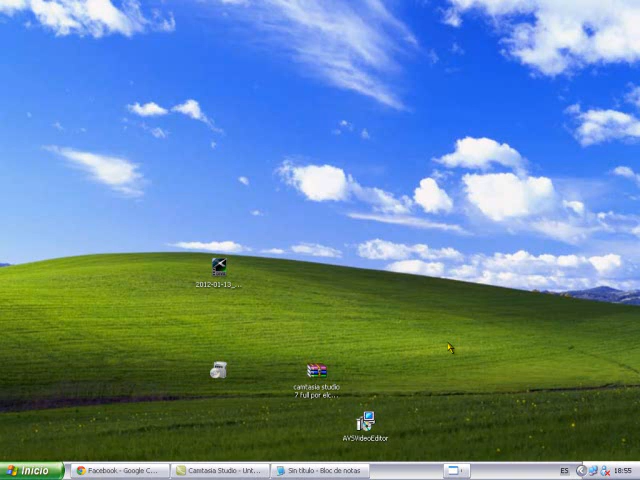 2012-01-13_...
camtasia studio
7 full por elc...
AVSVideoEditor
Inicio
Facebook - Google C...
Camtasia Studio - Unt...
Sin título - Bloc de notas
ES
18:55